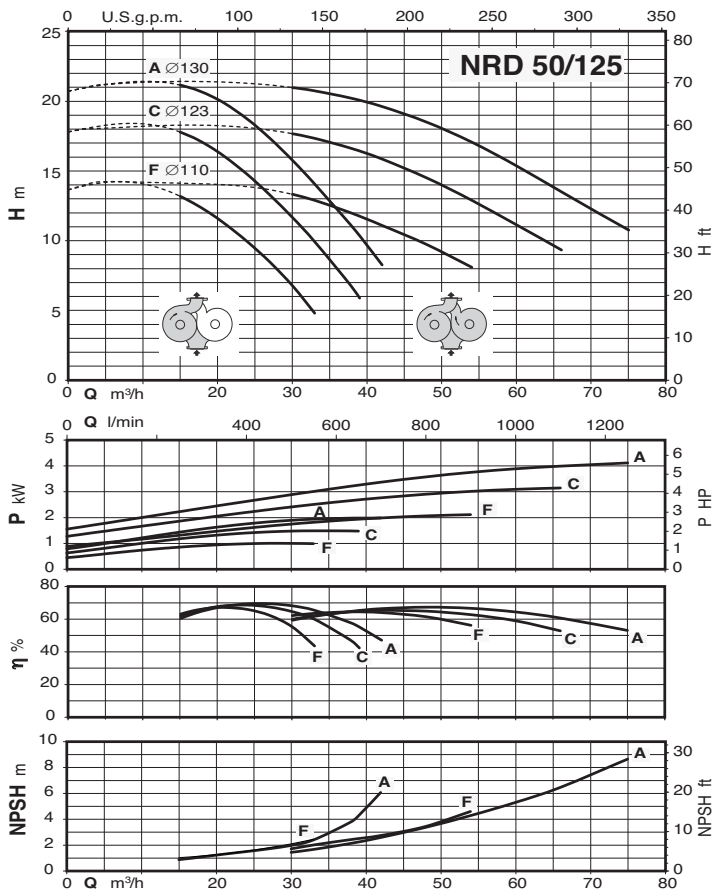 0 50 100 150 200 250 300 350
U.S.g.p.m.
25 20 15 10 5 0
H m
80 70 60 50 40 30 20 10 0
H ft
NRD 50/125
A ∅130
C ∅123
F ∅110
0 Q m³/h 10 20 30 40 50 60 70 80
0 Q l/min 400 600 800 1000 1200
5 4 3 2 1 0
P kW
6 5 4 3 2 1 0
P HP
A
C
F
A
C
F
80 60 40 20 0
η %
F
C
A
F
C
A
10 8 6 4 2 0
NPSH m
30 20 10 0
NPSH ft
A
A
F
F
0 Q m³/h 10 20 30 40 50 60 70 80